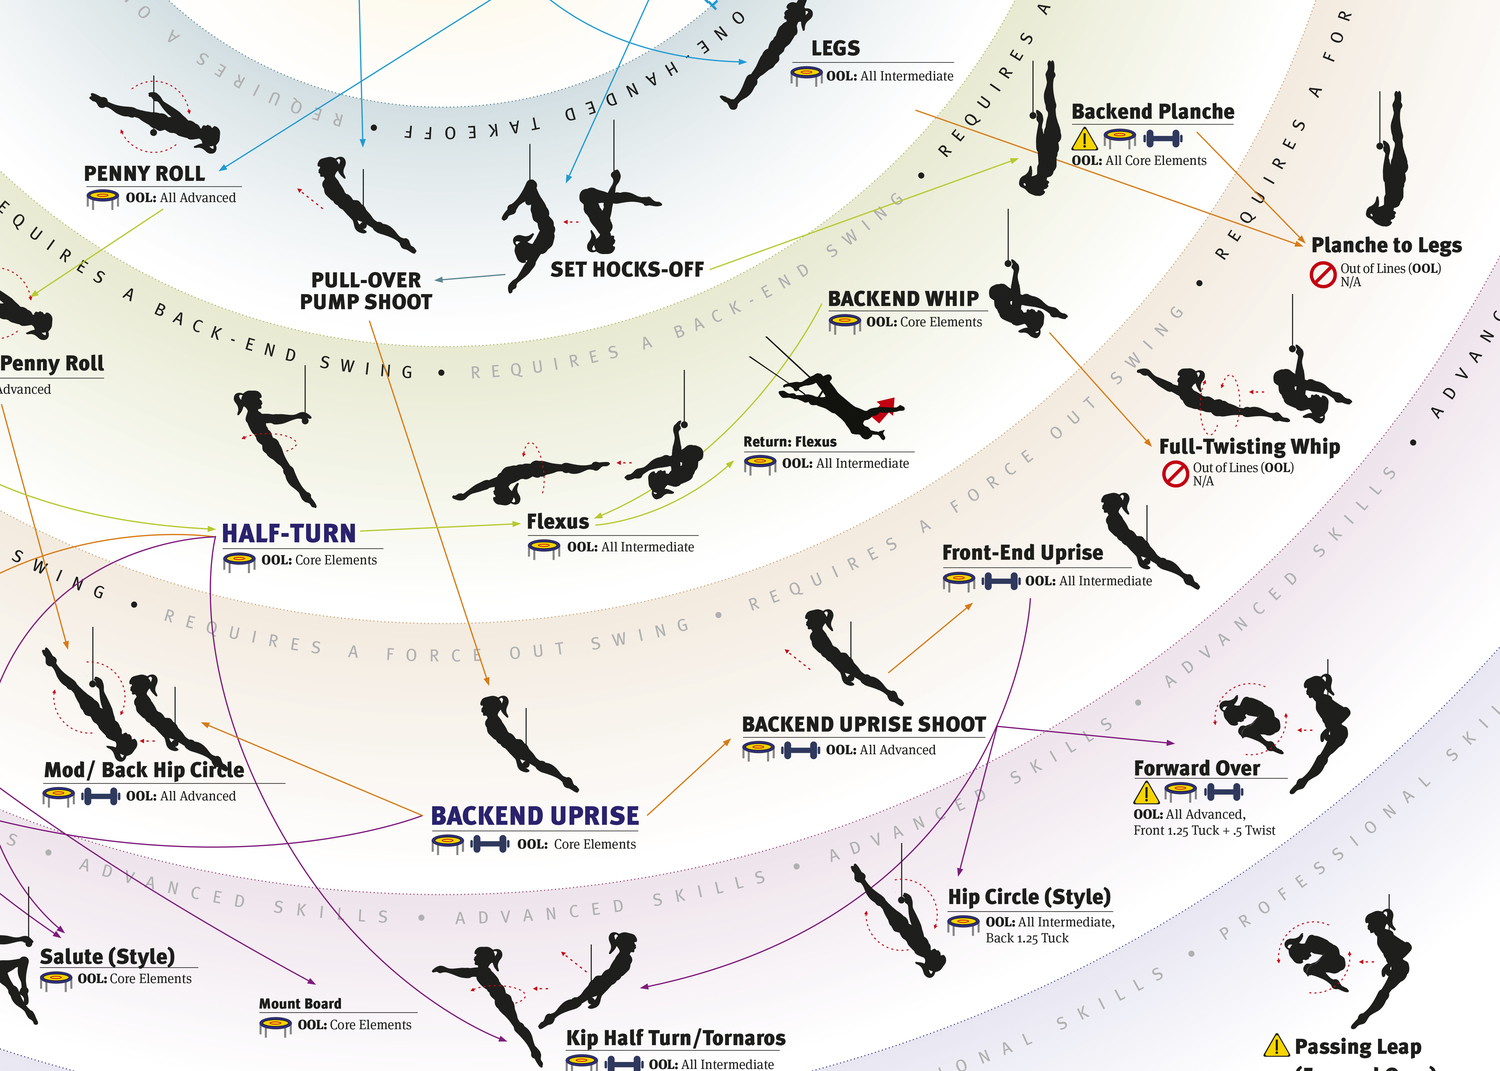 REQUIRES A
ONE-HANDED TAKEOFF
REQUIRES A
REQUIRES A FOR
LEGS
OOL: All Intermediate
Backend Planche
OOL: All Core Elements
PENNY ROLL
OOL: All Advanced
Planche to Legs
Out of Lines (OOL)
N/A
PULL-OVER
PUMP SHOOT
SET HOCKS-OFF
BACKEND WHIP
OOL: Core Elements
EQUIRES A BACK-END SWING • REQUIRES A BACK-END SWING •
Penny Roll
Advanced
Return: Flexus
OOL: All Intermediate
Full-Twisting Whip
Out of Lines (OOL)
N/A
HALF-TURN
OOL: Core Elements
Flexus
OOL: All Intermediate
Front-End Uprise
OOL: All Intermediate
SWING • REQUIRES A FORCE OUT SWING • REQUIRES A FORCE OUT SWING •
Mod/ Back Hip Circle
OOL: All Advanced
BACKEND UPRISE SHOOT
OOL: All Advanced
BACKEND UPRISE
OOL: Core Elements
Forward Over
OOL: All Advanced,
Front 1.25 Tuck + .5 Twist
S • ADVANCED SKILLS • ADVANCED SKILLS • ADVANCED SKILLS • ADVANCED SKILLS • ADVANC
Hip Circle (Style)
OOL: All Intermediate,
Back 1.25 Tuck
Salute (Style)
OOL: Core Elements
Mount Board
OOL: Core Elements
Kip Half Turn/Tornaros
OOL: All Intermediate
ONAL SKILLS • PROFESSIONAL SKIL
Passing Leap